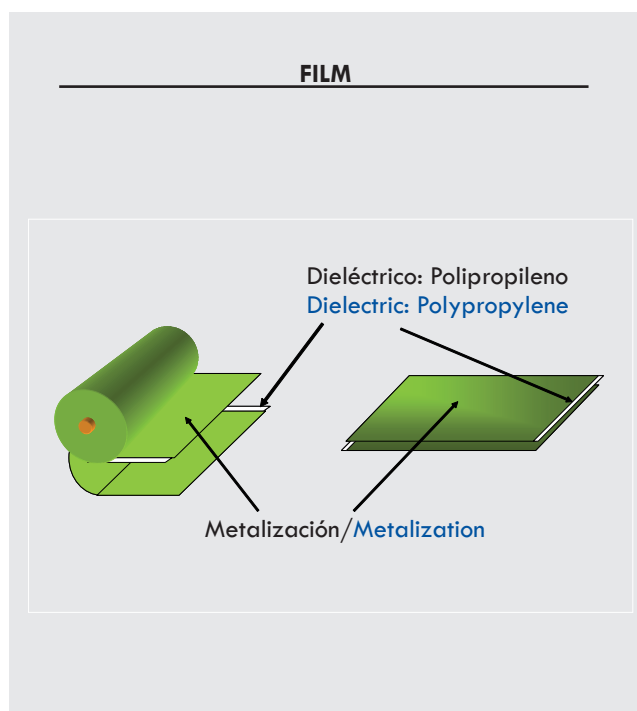 FILM
Dieléctrico: Polipropileno
Dielectric: Polypropylene
Metalización/Metalization